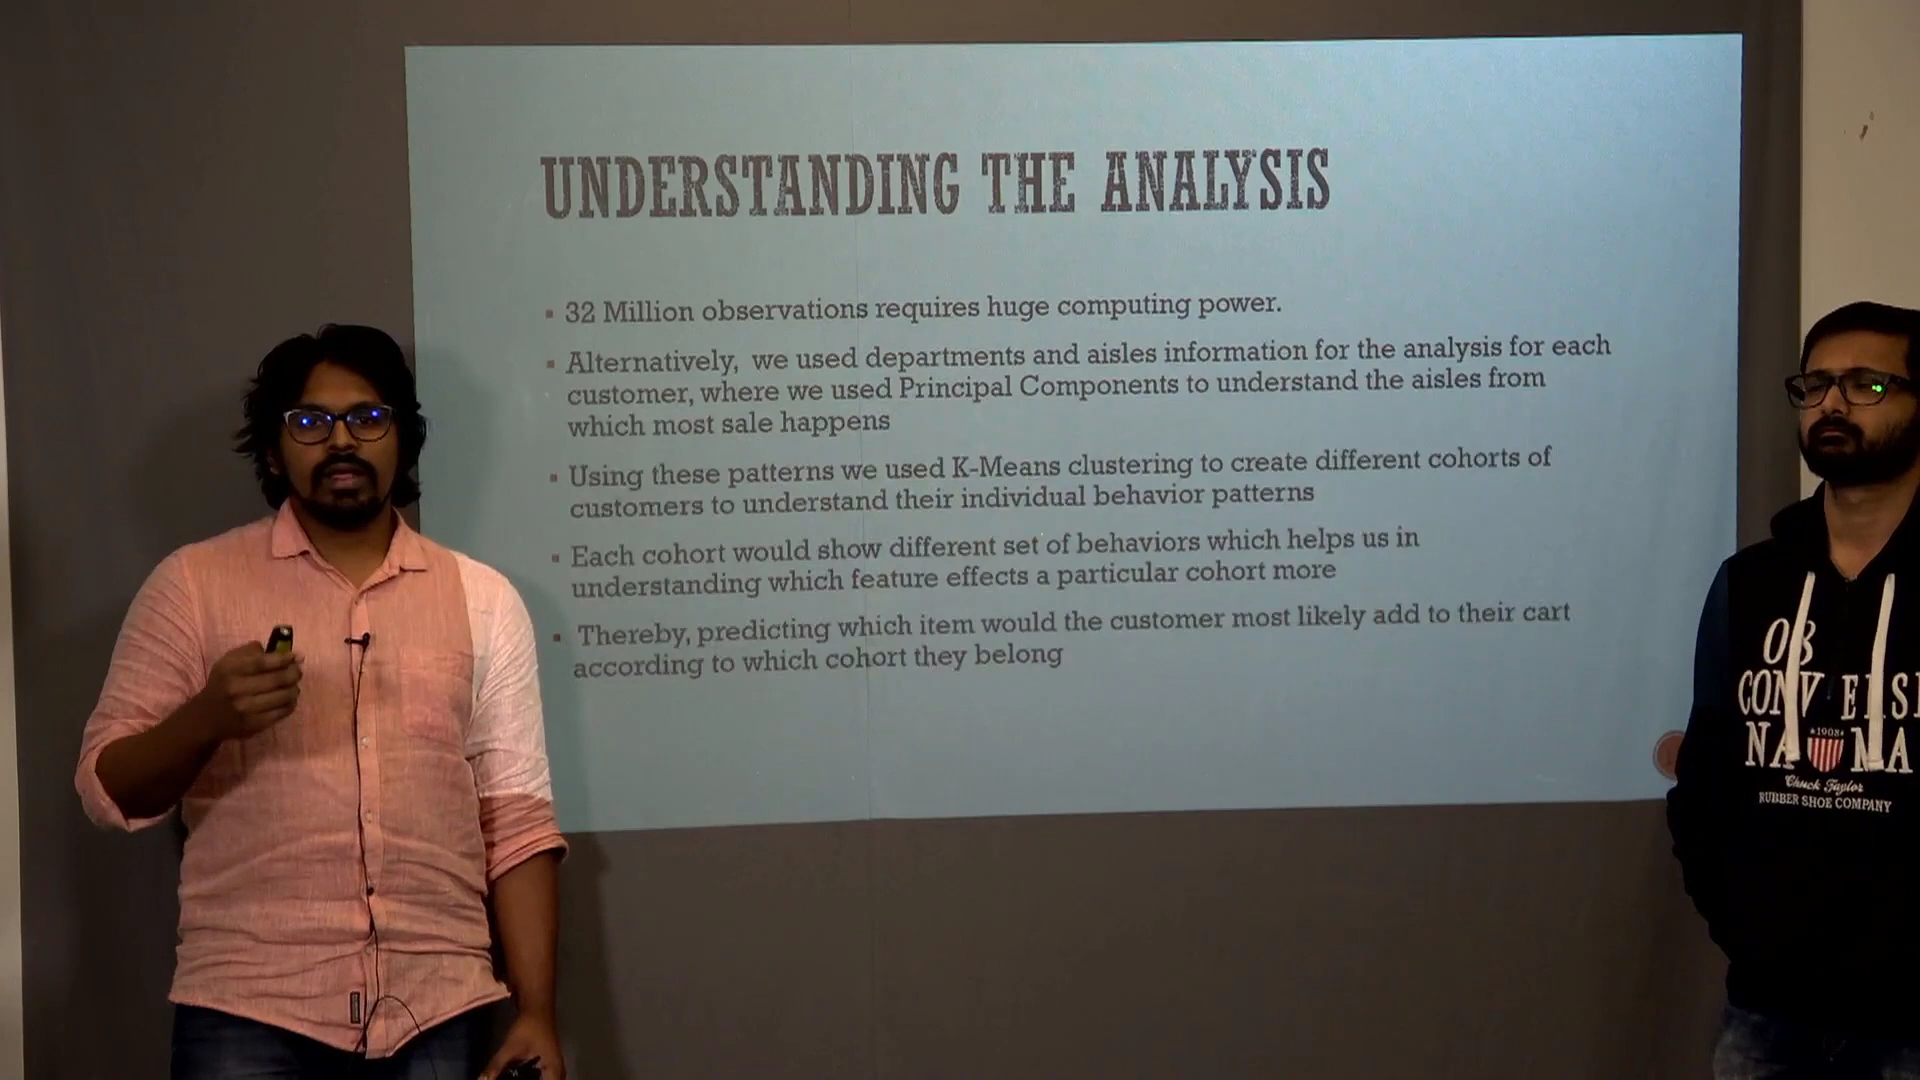 UNDERSTANDING THE ANALYSIS
▪ 32 Million observations requires huge computing power.
▪ Alternatively, we used departments and aisles information for the analysis for each
customer, where we used Principal Components to understand the aisles from
which most sale happens
▪ Using these patterns we used K-Means clustering to create different cohorts of
customers to understand their individual behavior patterns
▪ Each cohort would show different set of behaviors which helps us in
understanding which feature effects a particular cohort more
▪ Thereby, predicting which item would the customer most likely add to their cart
according to which cohort they belong
1908
Chuck Taylor
RUBBER SHOE COMPANY